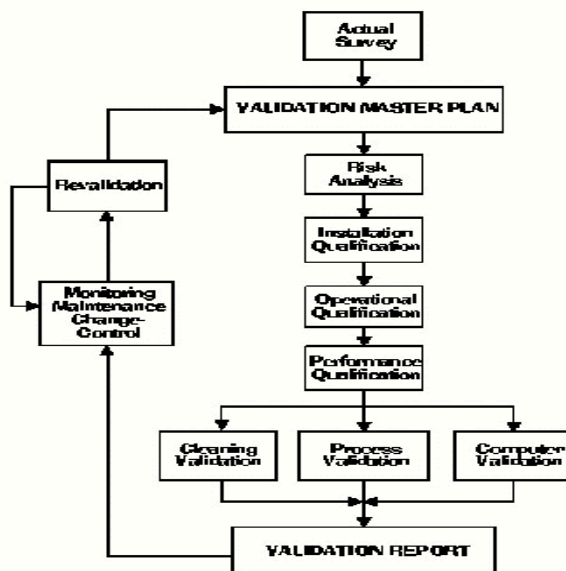 Actual
Survey
VALIDATION MASTER PLAN
Risk
Analysis
Revalidation
Installation
Qualification
Monitoring
Maintenance
Change-
Control
Operational
Qualification
Performance
Qualification
Cleaning
Validation
Process
Validation
Computer
Validation
VALIDATION REPORT